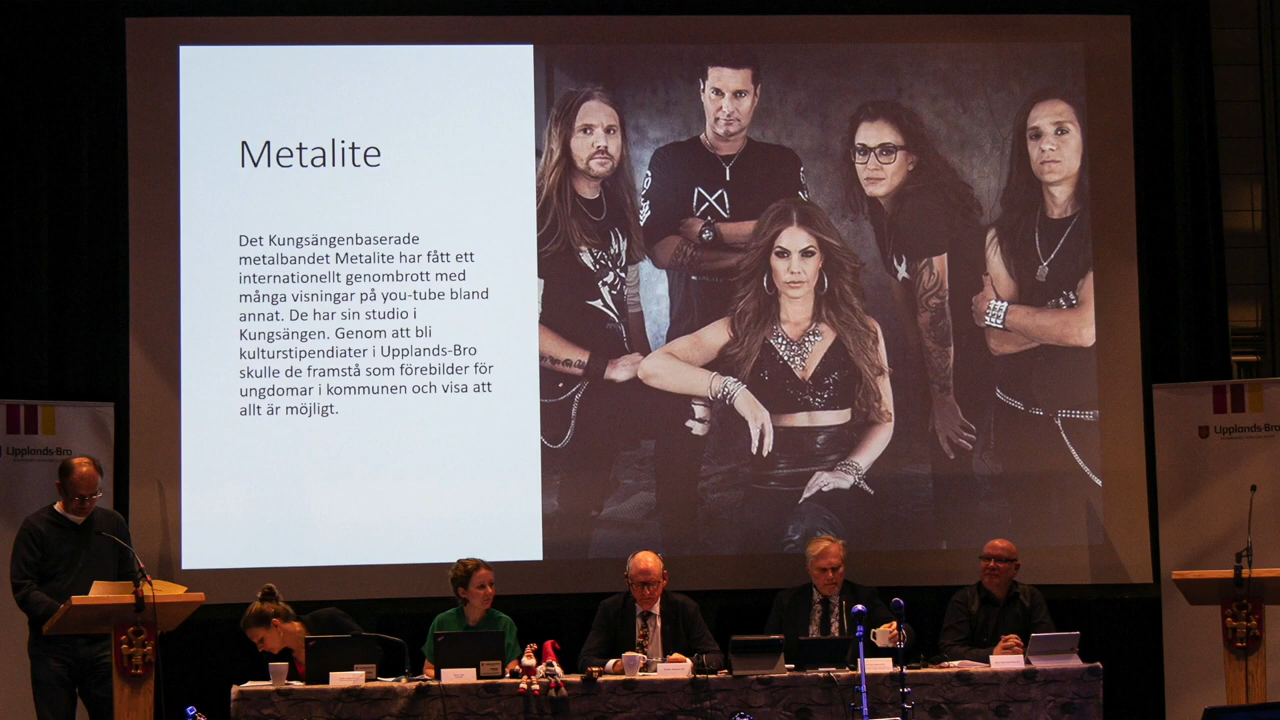 Metalite
Det Kungsängenbaserade
metalbandet Metalite har fått ett
internationellt genombrott med
många visningar på you-tube bland
annat. De har sin studio i
Kungsängen. Genom att bli
kulturstipendiater i Upplands-Bro
skulle de framstå som förebilder för
ungdomar i kommunen och visa att
allt är möjligt.
Upplands-Bro
Upplands-Bro